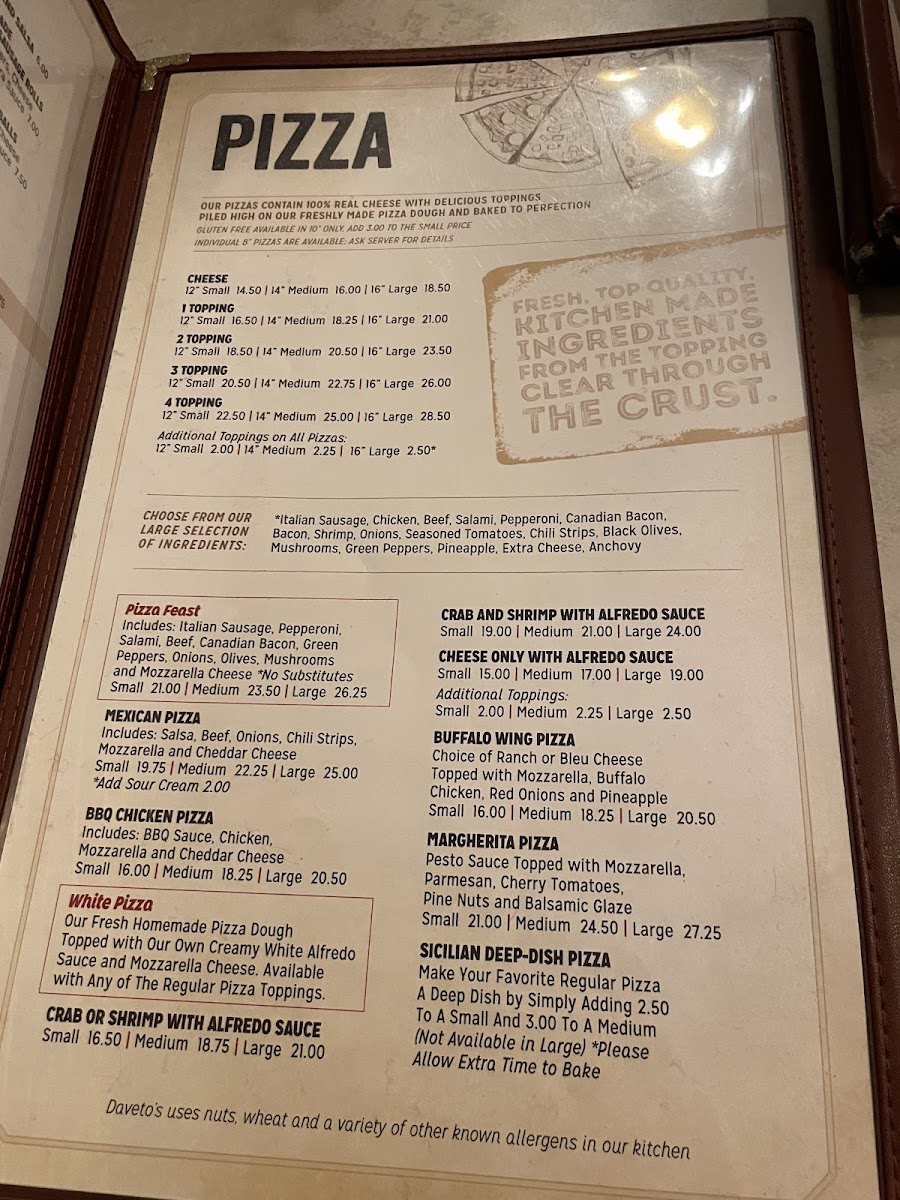 ND SALSA 6.00
SAUSAGE ROLLS
7.00
Cheese
7.50
PIZZA
OUR PIZZAS CONTAIN 100% REAL CHEESE WITH DELICIOUS TOPPINGS
PILED HIGH ON OUR FRESHLY MADE PIZZA DOUGH AND BAKED TO PERFECTION
GLUTEN FREE AVAILABLE IN 10" ONLY, ADD 3.00 TO THE SMALL PRICE
INDIVIDUAL 8" PIZZAS ARE AVAILABLE: ASK SERVER FOR DETAILS
CHEESE
12" Small 14.50 | 14" Medium 16.00 | 16" Large 18.50
1 TOPPING
12" Small 16.50 | 14" Medium 18.25 | 16" Large 21.00
2 TOPPING
12" Small 18.50 | 14" Medium 20.50 | 16" Large 23.50
3 TOPPING
12" Small 20.50 | 14" Medium 22.75 | 16" Large 26.00
4 TOPPING
12" Small 22.50 | 14" Medium 25.00 | 16" Large 28.50
Additional Toppings on All Pizzas:
12" Small 2.00 | 14" Medium 2.25 | 16" Large 2.50*
FRESH, TOP QUALITY,
KITCHEN MADE
INGREDIENTS
FROM THE TOPPING
CLEAR THROUGH
THE CRUST.
CHOOSE FROM OUR
LARGE SELECTION
OF INGREDIENTS:
*Italian Sausage, Chicken, Beef, Salami, Pepperoni, Canadian Bacon,
Bacon, Shrimp, Onions, Seasoned Tomatoes, Chili Strips, Black Olives,
Mushrooms, Green Peppers, Pineapple, Extra Cheese, Anchovy
Pizza Feast
Includes: Italian Sausage, Pepperoni,
Salami, Beef, Canadian Bacon, Green
Peppers, Onions, Olives, Mushrooms
and Mozzarella Cheese *No Substitutes
Small 21.00 | Medium 23.50 | Large 26.25
MEXICAN PIZZA
Includes: Salsa, Beef, Onions, Chili Strips,
Mozzarella and Cheddar Cheese
Small 19.75 | Medium 22.25 | Large 25.00
*Add Sour Cream 2.00
BBQ CHICKEN PIZZA
Includes: BBQ Sauce, Chicken,
Mozzarella and Cheddar Cheese
Small 16.00 | Medium 18.25 | Large 20.50
White Pizza
Our Fresh Homemade Pizza Dough
Topped with Our Own Creamy White Alfredo
Sauce and Mozzarella Cheese. Available
with Any of The Regular Pizza Toppings.
CRAB OR SHRIMP WITH ALFREDO SAUCE
Small 16.50 | Medium 18.75 | Large 21.00
CRAB AND SHRIMP WITH ALFREDO SAUCE
Small 19.00 | Medium 21.00 | Large 24.00
CHEESE ONLY WITH ALFREDO SAUCE
Small 15.00 | Medium 17.00 | Large 19.00
Additional Toppings:
Small 2.00 | Medium 2.25 | Large 2.50
BUFFALO WING PIZZA
Choice of Ranch or Bleu Cheese
Topped with Mozzarella, Buffalo
Chicken, Red Onions and Pineapple
Small 16.00 | Medium 18.25 | Large 20.50
MARGHERITA PIZZA
Pesto Sauce Topped with Mozzarella,
Parmesan, Cherry Tomatoes,
Pine Nuts and Balsamic Glaze
Small 21.00 | Medium 24.50 | Large 27.25
SICILIAN DEEP-DISH PIZZA
Make Your Favorite Regular Pizza
A Deep Dish by Simply Adding 2.50
To A Small And 3.00 To A Medium
(Not Available in Large) *Please
Allow Extra Time to Bake
Daveto's uses nuts, wheat and a variety of other known allergens in our kitchen